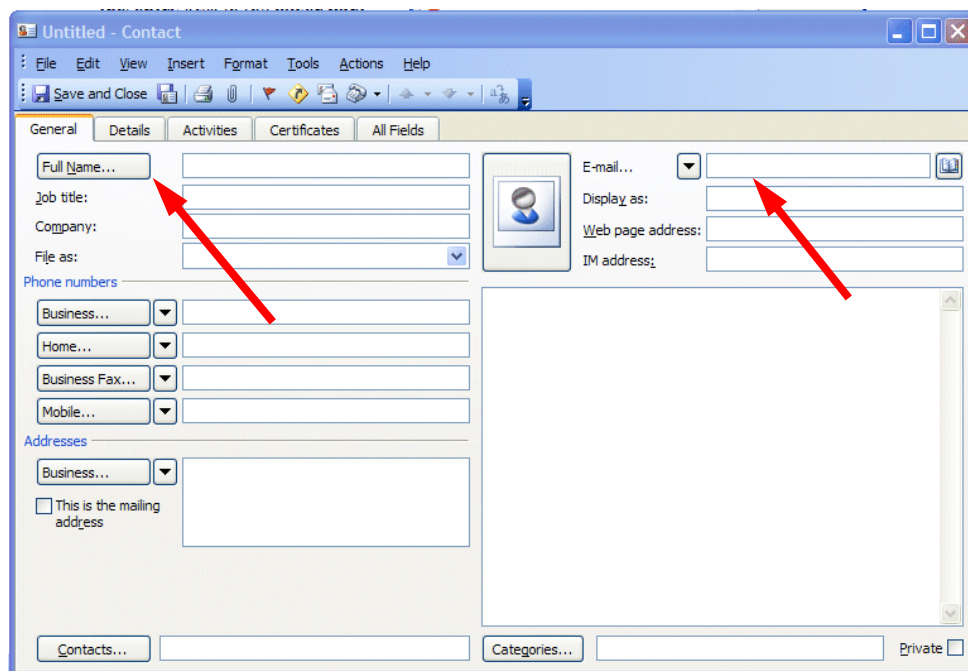 Untitled - Contact
File Edit View Insert Format Tools Actions Help
Save and Close
General Details Activities Certificates All Fields
Full Name...
Job title:
Company:
File as:
E-mail...
Display as:
Web page address:
IM address:
Phone numbers
Business...
Home...
Business Fax...
Mobile...
Addresses
Business...
This is the mailing
address
Contacts...
Categories...
Private